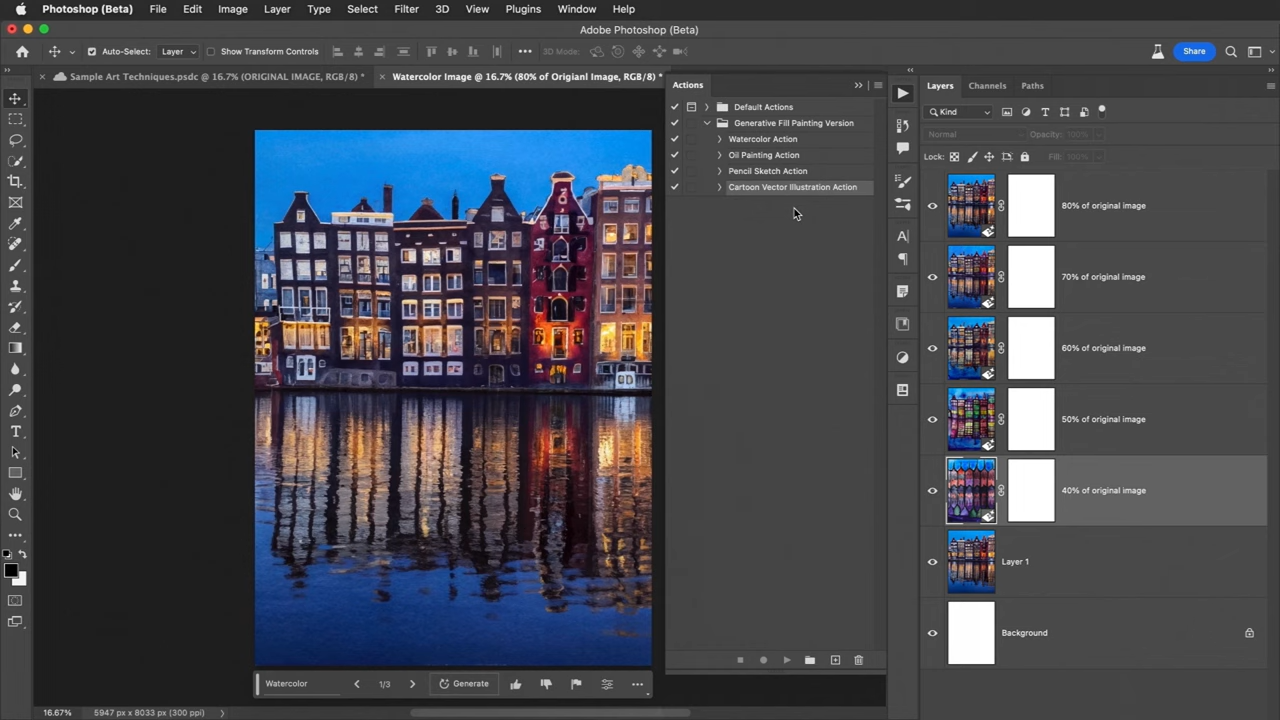 Photoshop (Beta) File Edit Image Layer Type Select Filter 3D View Plugins Window Help
Adobe Photoshop (Beta)
Auto-Select: Layer Show Transform Controls 3D Mode: Share
Sample Art Techniques.psdc @ 16.7% (ORIGINAL IMAGE, RGB/8) *
Watercolor Image @ 16.7% (80% of Origianl Image, RGB/8) *
Actions
Default Actions
Generative Fill Painting Version
Watercolor Action
Oil Painting Action
Pencil Sketch Action
Cartoon Vector Illustration Action
Layers Channels Paths
Kind
Normal Opacity: 100%
Lock: Fill: 100%
80% of original image
70% of original image
60% of original image
50% of original image
40% of original image
Layer 1
Background
Watercolor 1/3 Generate
16.67% 5947 px x 8033 px (300 ppi)